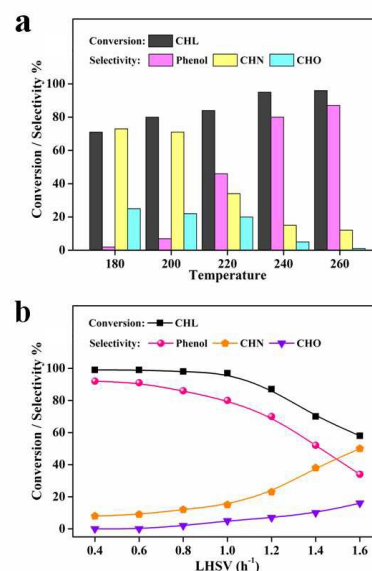 a
Conversion: CHL
Selectivity: Phenol CHN CHO
Conversion / Selectivity %
100
80
60
40
20
0
180 200 220 240 260
Temperature
b
Conversion: CHL
Selectivity: Phenol CHN CHO
Conversion / Selectivity %
100
80
60
40
20
0
0.4 0.6 0.8 1.0 1.2 1.4 1.6
LHSV (h⁻¹)